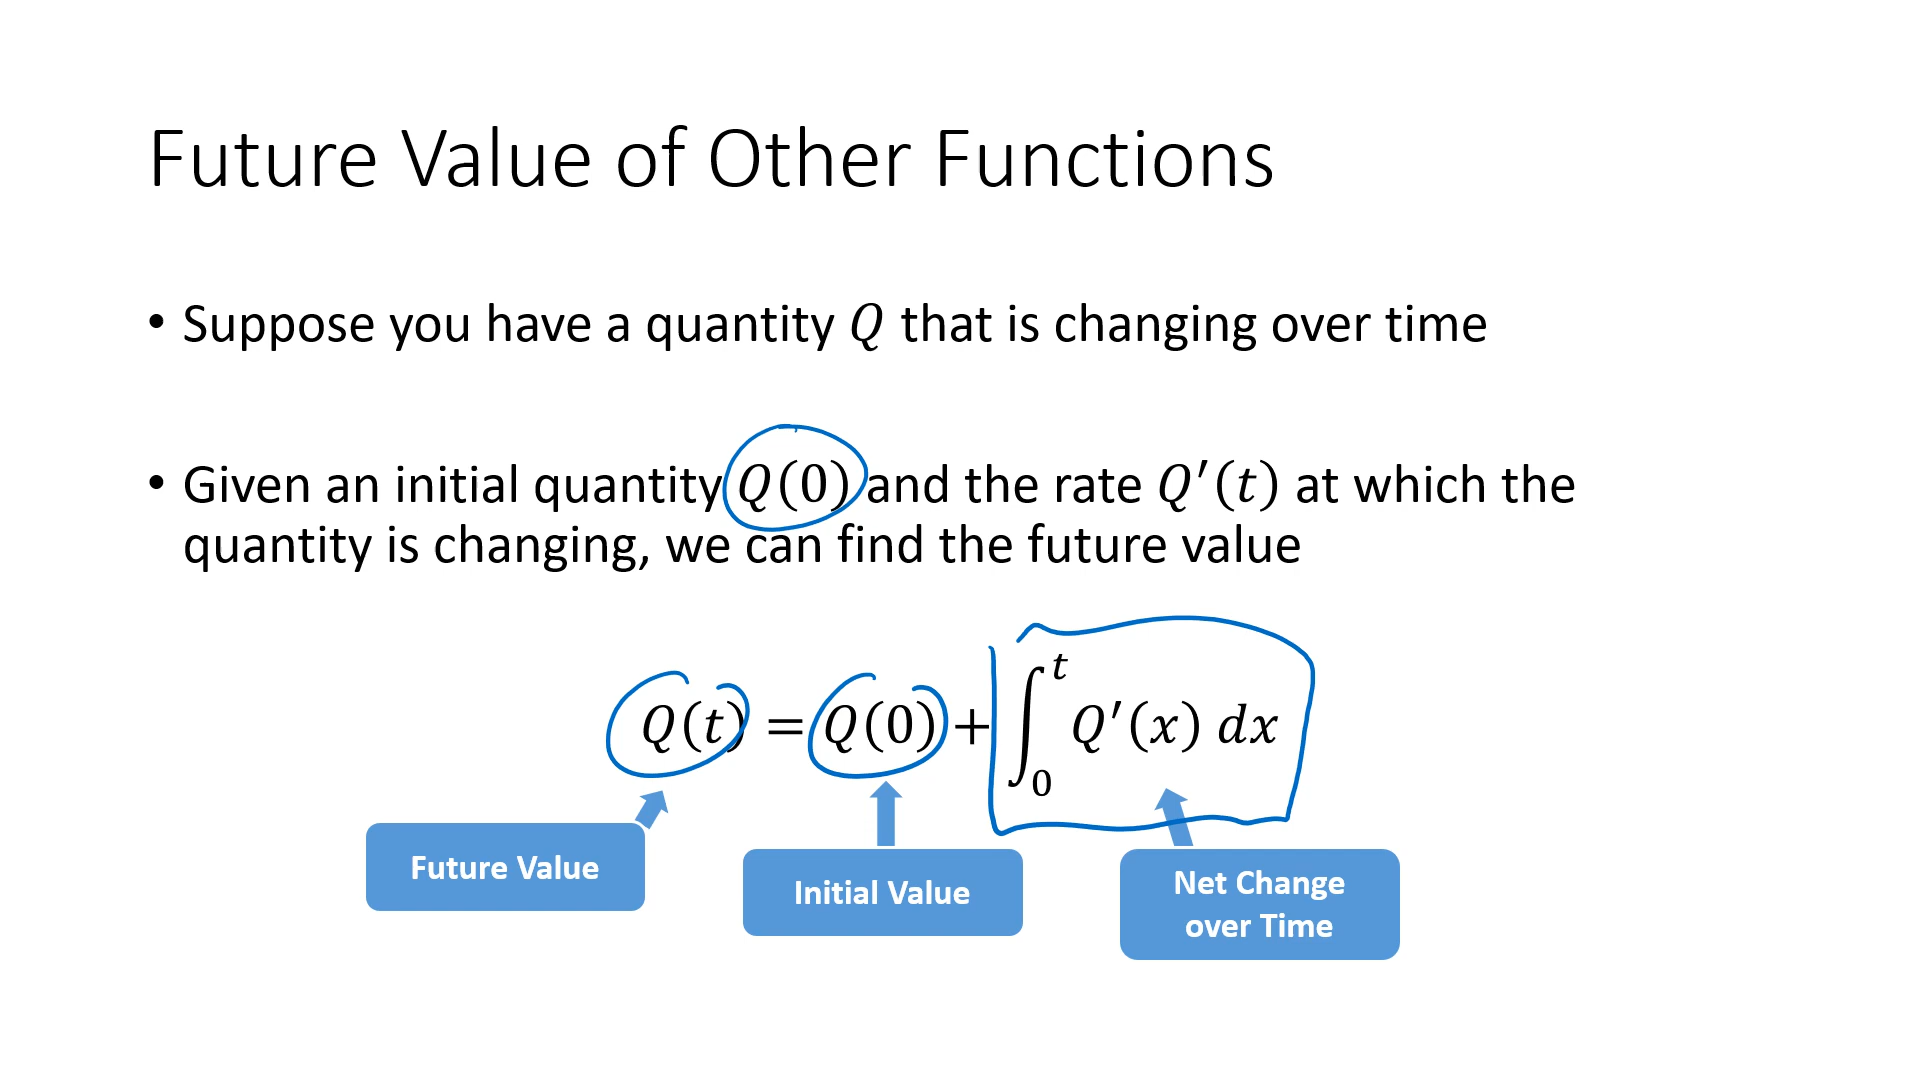 Future Value of Other Functions
• Suppose you have a quantity Q that is changing over time
• Given an initial quantity Q(0) and the rate Q′(t) at which the
quantity is changing, we can find the future value
Q(t) = Q(0) + ∫₀ᵗ Q′(x) dx
Future Value
Initial Value
Net Change
over Time